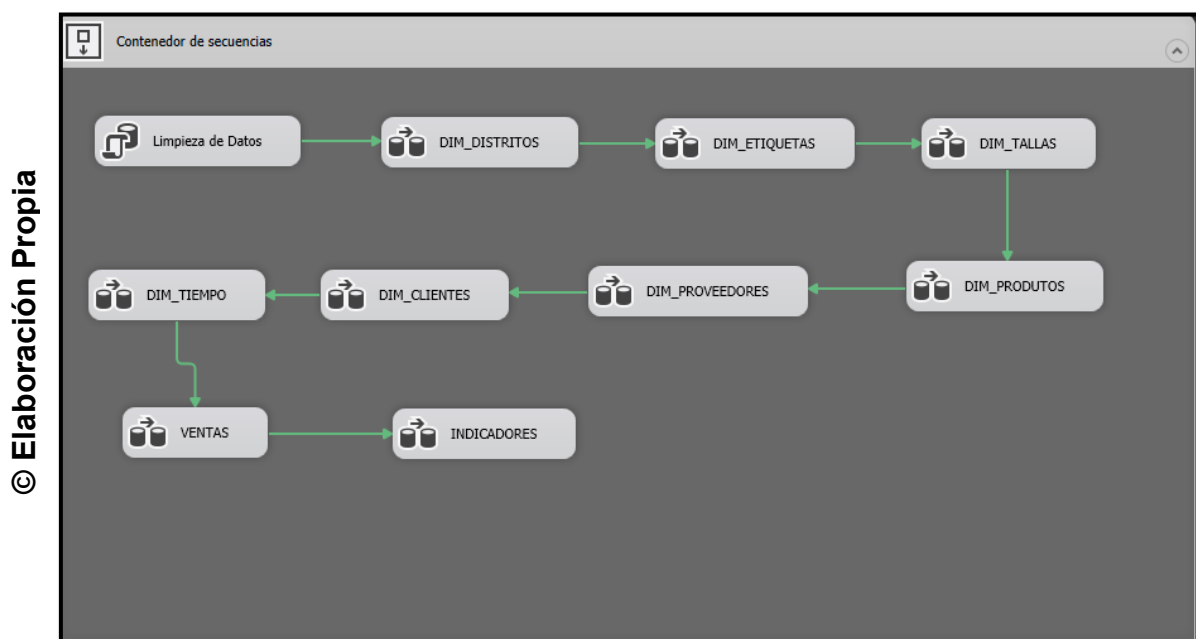 © Elaboración Propia
Contenedor de secuencias
Limpieza de Datos
DIM_DISTRITOS
DIM_ETIQUETAS
DIM_TALLAS
DIM_TIEMPO
DIM_CLIENTES
DIM_PROVEEDORES
DIM_PRODUTOS
VENTAS
INDICADORES